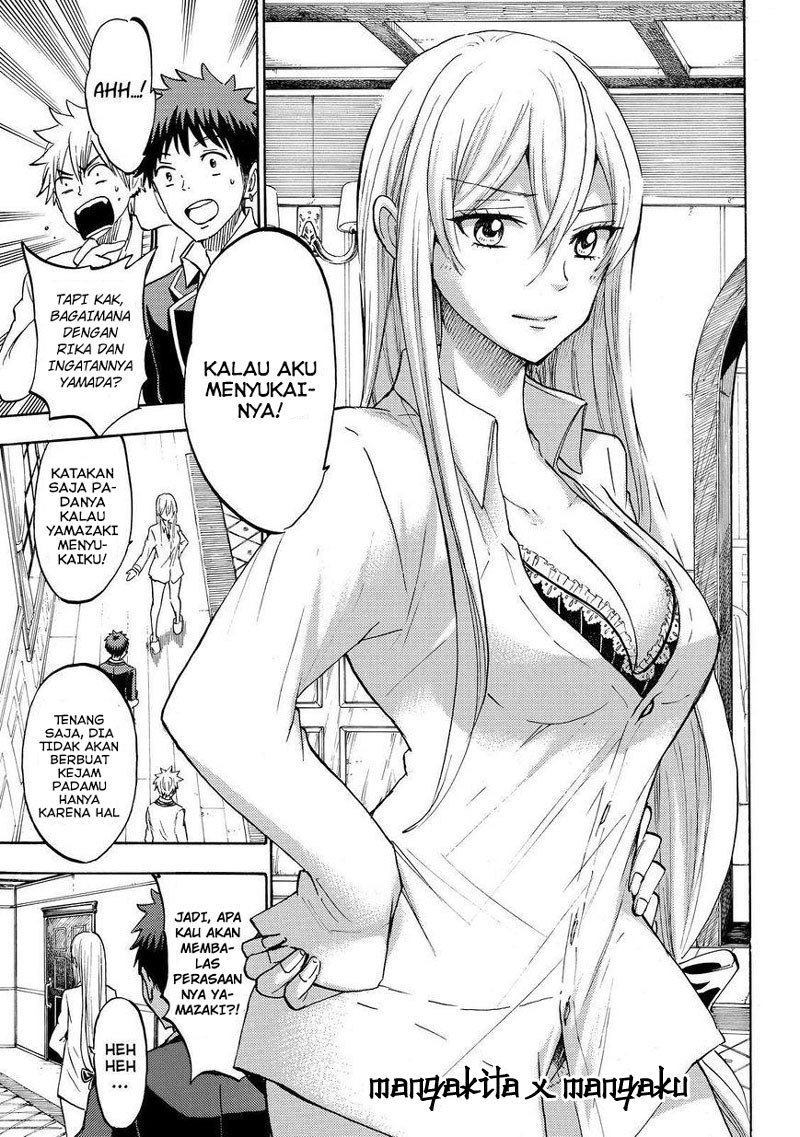 KALAU AKU
MENYUKAI-
NYA!
AHH...!
TAPI KAK,
BAGAIMANA
DENGAN
RIKA DAN
INGATANNYA
YAMADA?
KATAKAN
SAJA PA-
DANYA
KALAU
YAMAZAKI
MENYU-
KAIKU!
TENANG
SAJA, DIA
TIDAK AKAN
BERBUAT
KEJAM
PADAMU
HANYA
KARENA HAL
JADI, APA
KAU AKAN
MEMBA-
LAS
PERASAAN
NYA YA-
MAZAKI?!
HEH
HEH
...
mangakita x mangaku